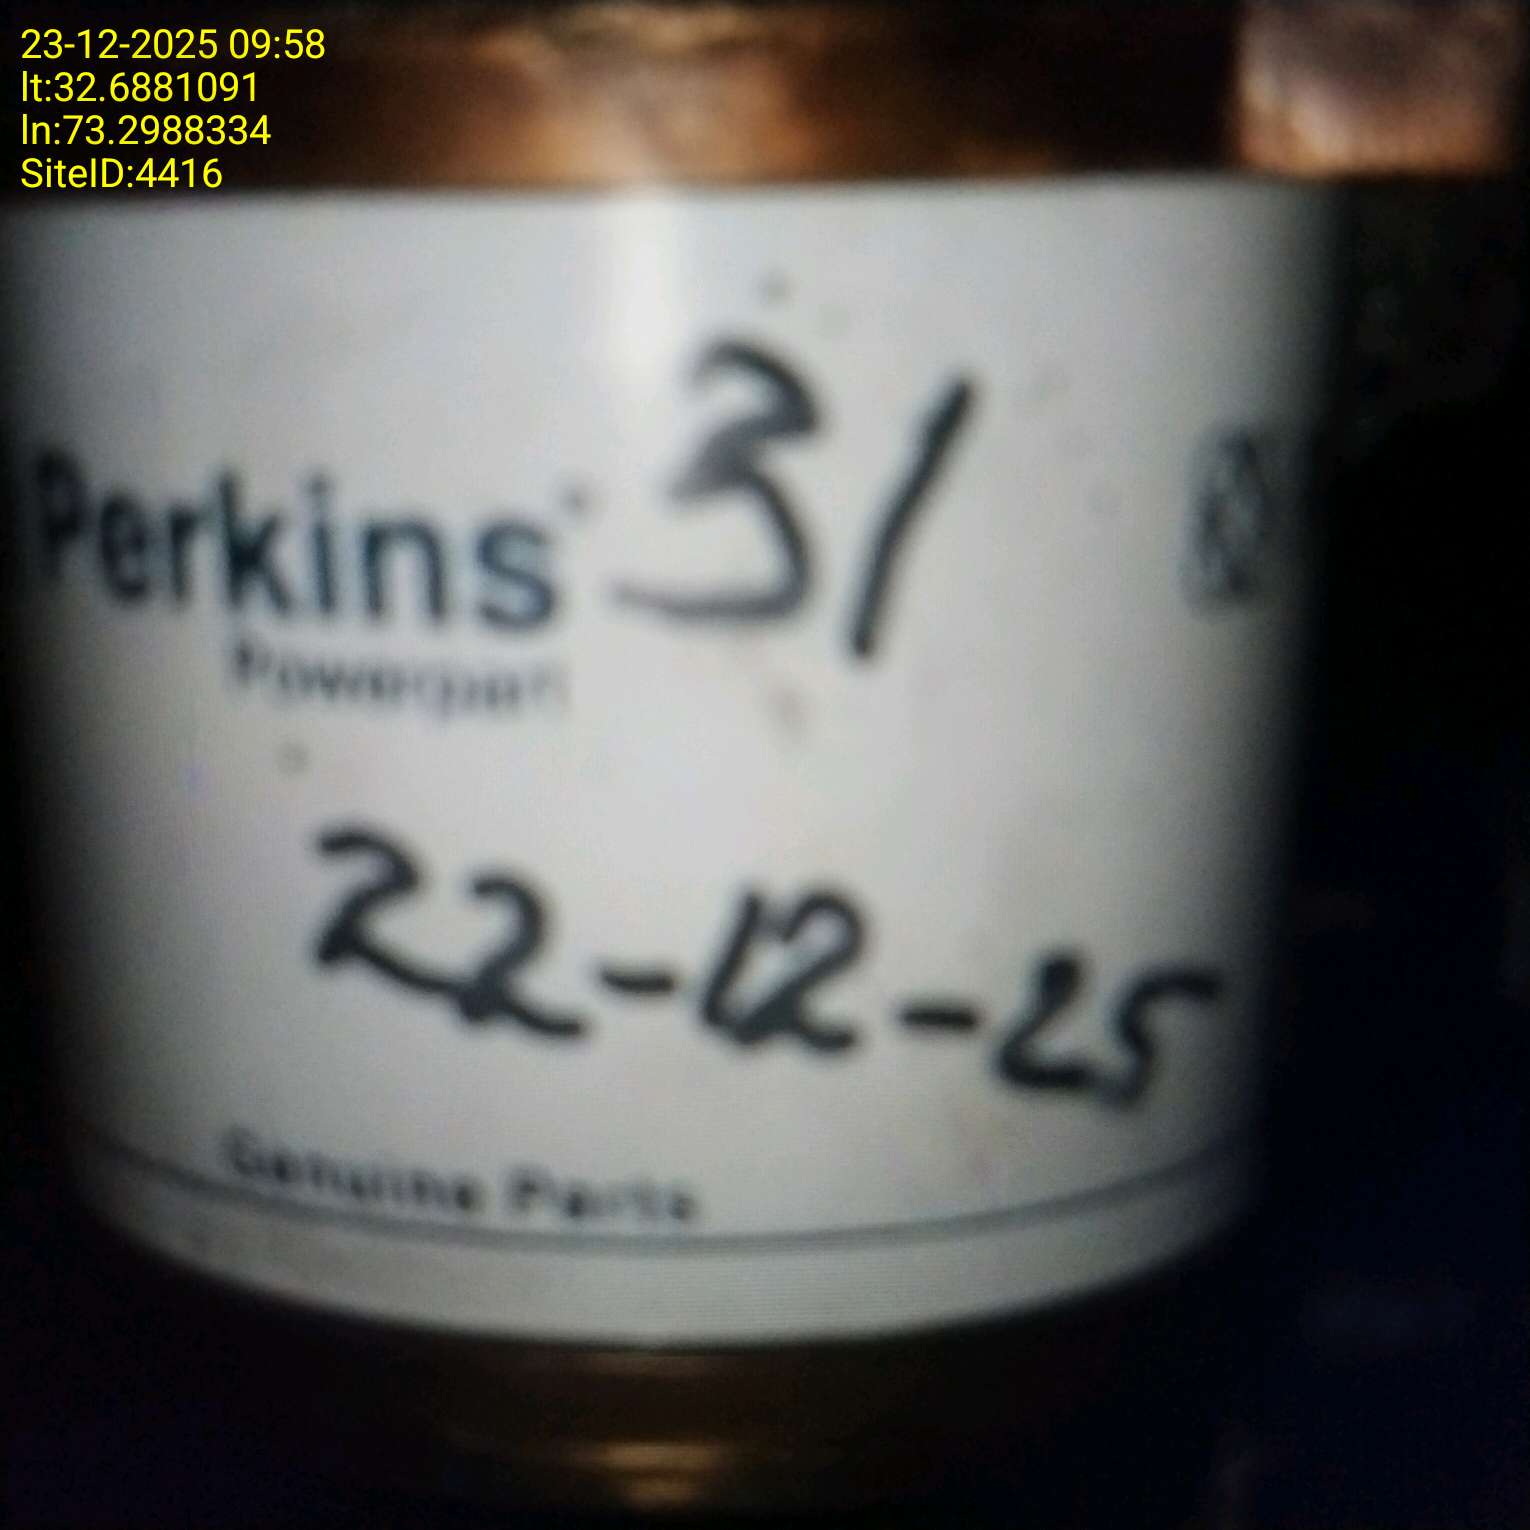 23-12-2025 09:58
lt:32.6881091
ln:73.2988334
SiteID:4416
Perkins 31
Powerpart
22-12-25
Genuine Parts